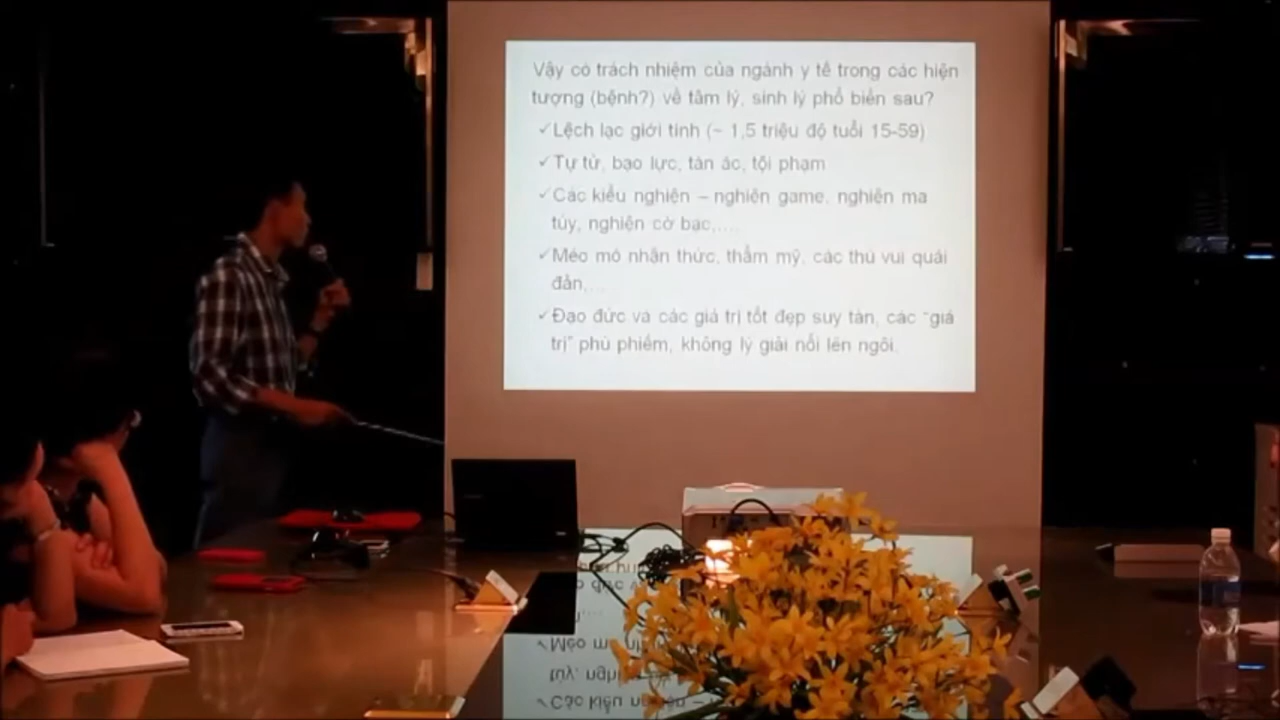 Vậy có trách nhiệm của ngành y tế trong các hiện
tượng (bệnh?) về tâm lý, sinh lý phổ biến sau?
✓Lệch lạc giới tính (~ 1,5 triệu độ tuổi 15-59)
✓Tự tử, bạo lực, tàn ác, tội phạm
✓Các kiểu nghiện – nghiện game, nghiện ma
túy, nghiện cờ bạc,....
✓Méo mó nhận thức, thẩm mỹ, các thú vui quái
đản,...
✓Đạo đức và các giá trị tốt đẹp suy tàn, các "giá
trị" phù phiếm, không lý giải nổi lên ngôi.